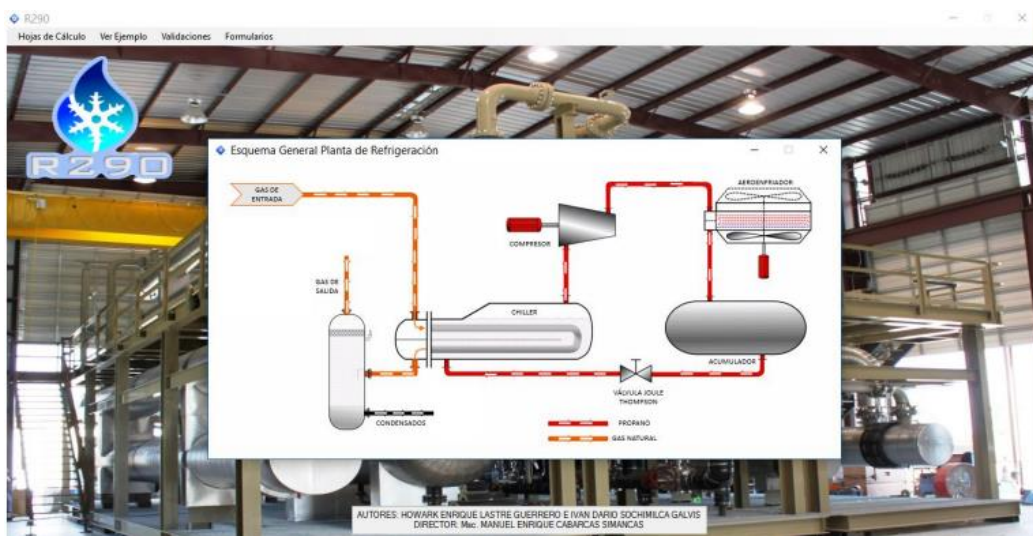 R290
Hojas de Cálculo Ver Ejemplo Validaciones Formularios
R290
Esquema General Planta de Refrigeración
GAS DE
ENTRADA
AEROENFRIADOR
COMPRESOR
GAS DE
SALIDA
CHILLER
ACUMULADOR
VÁLVULA JOULE
THOMPSON
CONDENSADOS
PROPANO
GAS NATURAL
AUTORES: HOWARK ENRIQUE LASTRE GUERRERO E IVAN DARIO SOCHIMILCA GALVIS
DIRECTOR: Msc. MANUEL ENRIQUE CABARCAS SIMANCAS